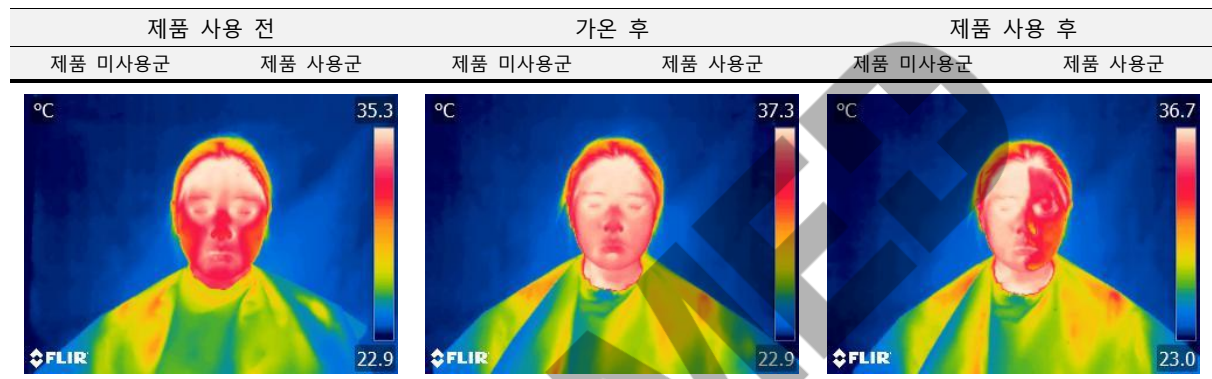 제품 사용 전 가온 후 제품 사용 후
제품 미사용군 제품 사용군 제품 미사용군 제품 사용군 제품 미사용군 제품 사용군
ºC 35.3 ºC 37.3 ºC 36.7
FLIR 22.9 FLIR 22.9 FLIR 23.0